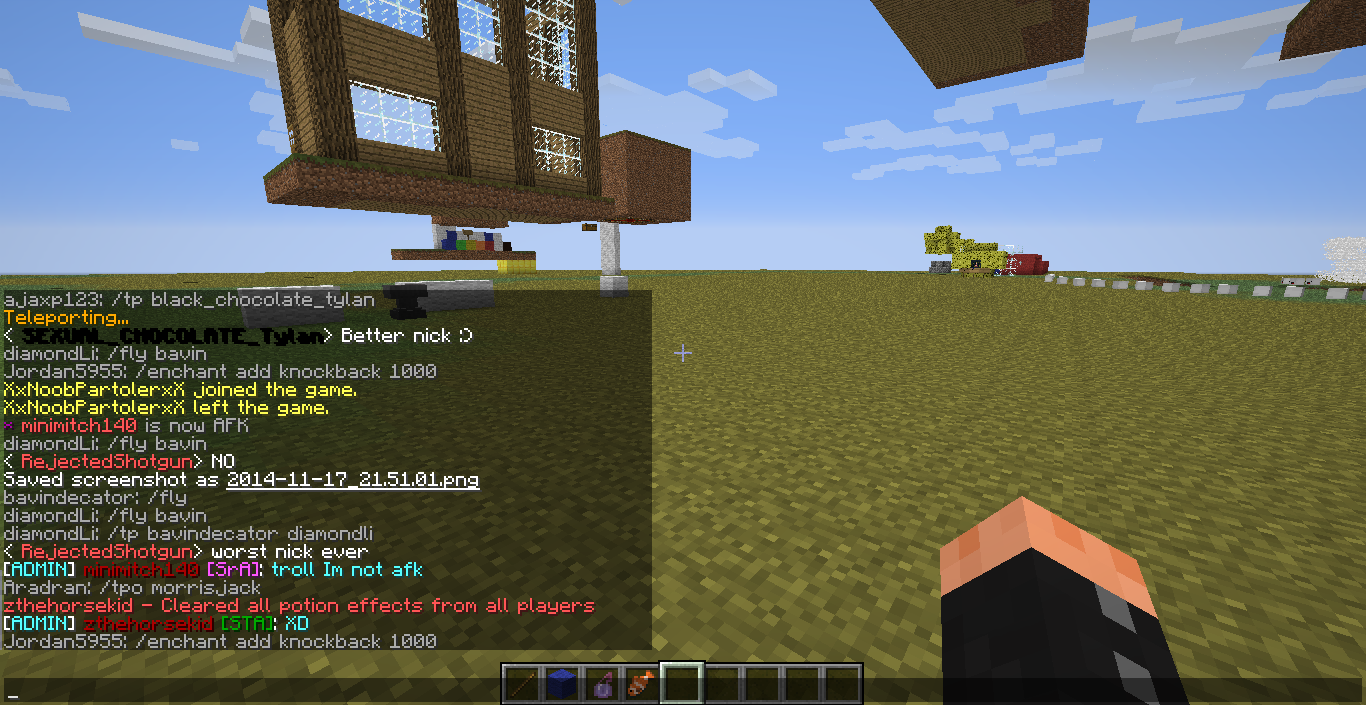 ajaxp123: /tp black_chocolate_tylan
Teleporting...
< SEXUAL_CHOCOLATE_Tylan> Better nick :)
diamondLi: /fly bavin
Jordan5955: /enchant add knockback 1000
XxNoobPartolerxX joined the game.
XxNoobPartolerxX left the game.
* minimitch140 is now AFK
diamondLi: /fly bavin
< RejectedShotgun> NO
Saved screenshot as 2014-11-17_21.51.01.png
bavindecator: /fly
diamondLi: /fly bavin
diamondLi: /tp bavindecator diamondli
< RejectedShotgun> worst nick ever
[ADMIN] minimitch140 [SrA]: troll Im not afk
Aradran: /tpo morrisjack
zthehorsekid - Cleared all potion effects from all players
[ADMIN] zthehorsekid [STA]: XD
Jordan5955: /enchant add knockback 1000
_